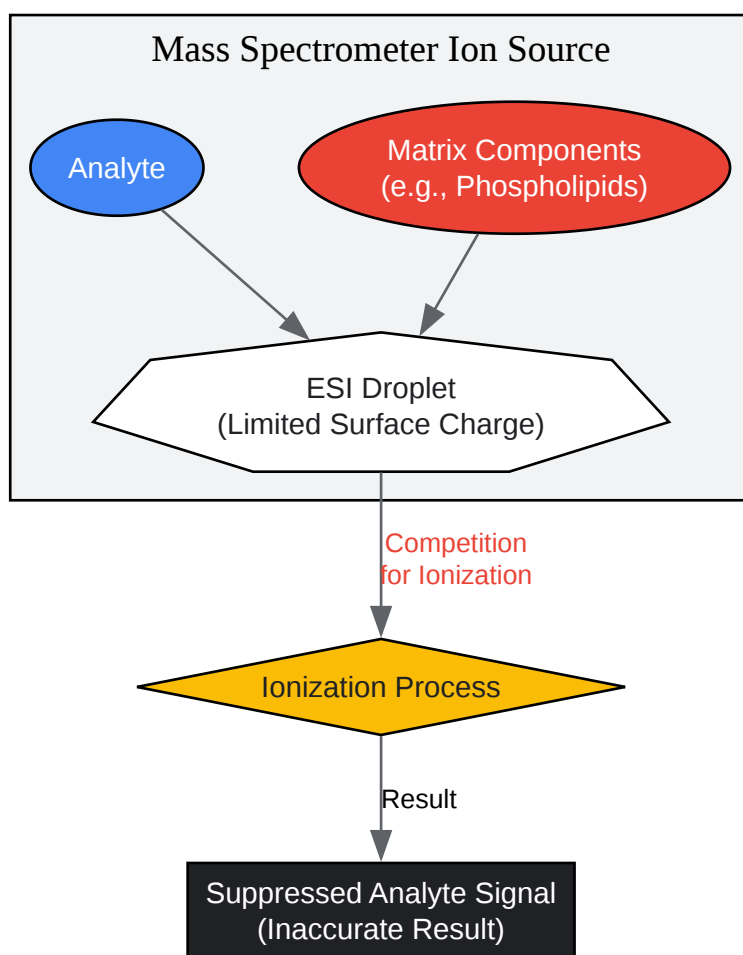 Mass Spectrometer Ion Source
Analyte
Matrix Components
(e.g., Phospholipids)
ESI Droplet
(Limited Surface Charge)
Competition
for Ionization
Ionization Process
Result
Suppressed Analyte Signal
(Inaccurate Result)